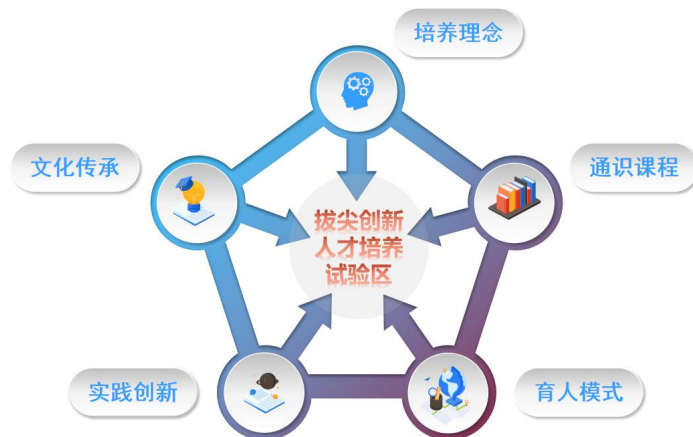 培养理念
文化传承
通识课程
拔尖创新
人才培养
试验区
实践创新
育人模式